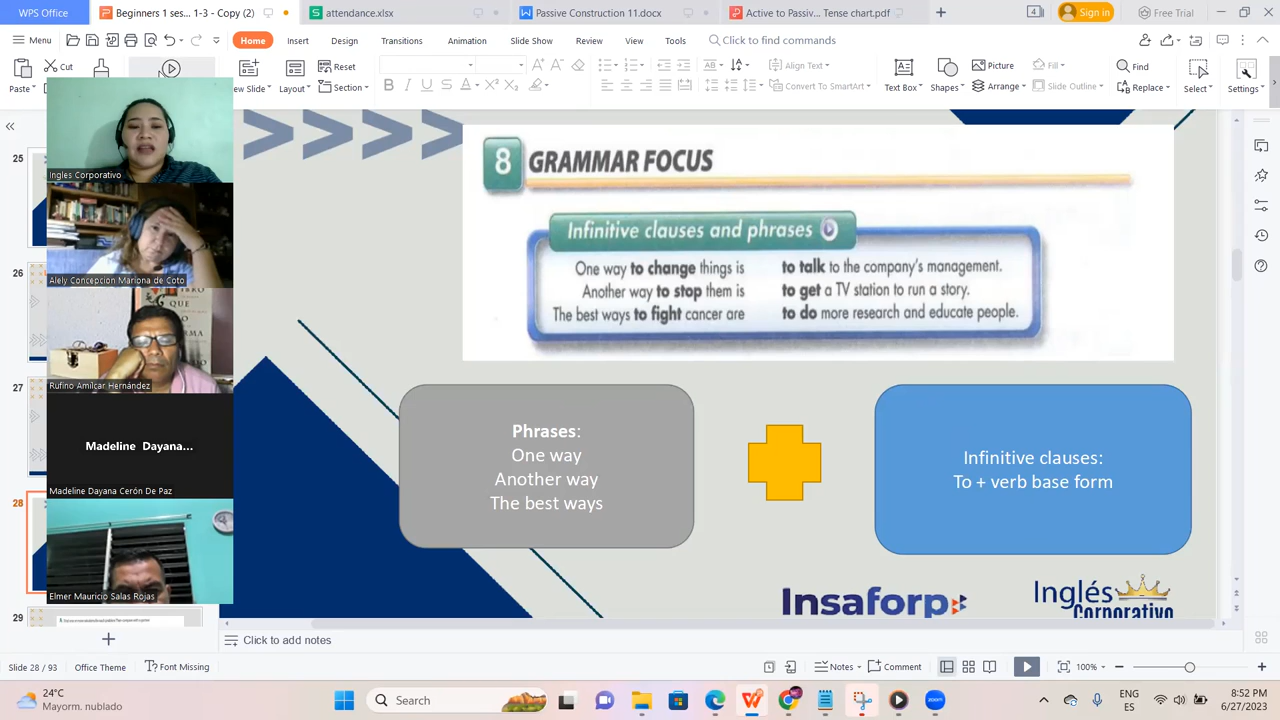 WPS Office
Beginner 1 ses... 1-3 - Copy (2)
attendance.xlsx
Passive Construction 11.docx
Active to Passiv... Tense chart.pdf
Sign in
Free Trial
Menu
Home
Insert
Design
Transitions
Animation
Slide Show
Review
View
Tools
Click to find commands
Cut
Reset
Layout
Section
Align Text
Convert To SmartArt
Text Box
Shapes
Picture
Arrange
Fill
Slide Outline
Find
Replace
Select
Settings
25
26
27
28
29
Ingles Corporativo
Alely Concepcion Mariona de Coto
Rufino Amilcar Hernández
Madeline Dayana...
Madeline Dayana Cerón De Paz
Elmer Mauricio Salas Rojas
8 GRAMMAR FOCUS
Infinitive clauses and phrases
One way to change things is to talk to the company's management.
Another way to stop them is to get a TV station to run a story.
The best ways to fight cancer are to do more research and educate people.
Phrases:
One way
Another way
The best ways
Infinitive clauses:
To + verb base form
Insaforp
Inglés
Corporativo
Click to add notes
Slide 28 / 93
Office Theme
Font Missing
Notes
Comment
100%
24°C
Mayorm. nublado
Search
ENG
ES
8:52 PM
6/27/2023